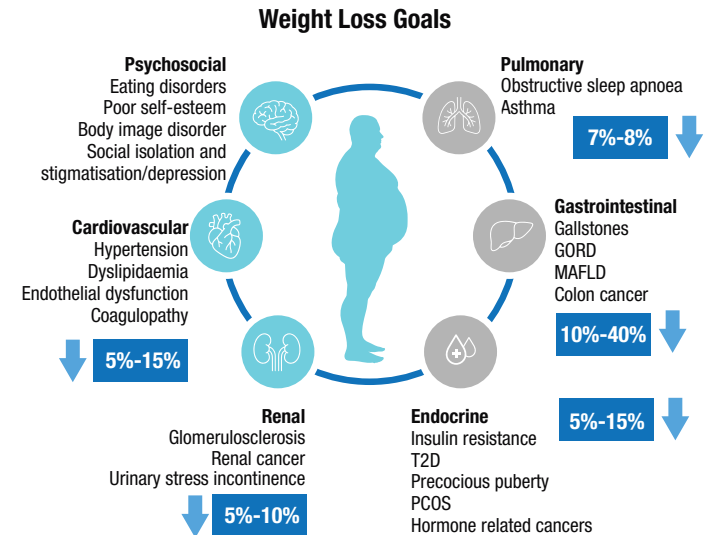 Weight Loss Goals
Psychosocial
Eating disorders
Poor self-esteem
Body image disorder
Social isolation and
stigmatisation/depression
Pulmonary
Obstructive sleep apnoea
Asthma
7%-8%
Cardiovascular
Hypertension
Dyslipidaemia
Endothelial dysfunction
Coagulopathy
5%-15%
Gastrointestinal
Gallstones
GORD
MAFLD
Colon cancer
10%-40%
Renal
Glomerulosclerosis
Renal cancer
Urinary stress incontinence
5%-10%
Endocrine
Insulin resistance
T2D
Precocious puberty
PCOS
Hormone related cancers
5%-15%